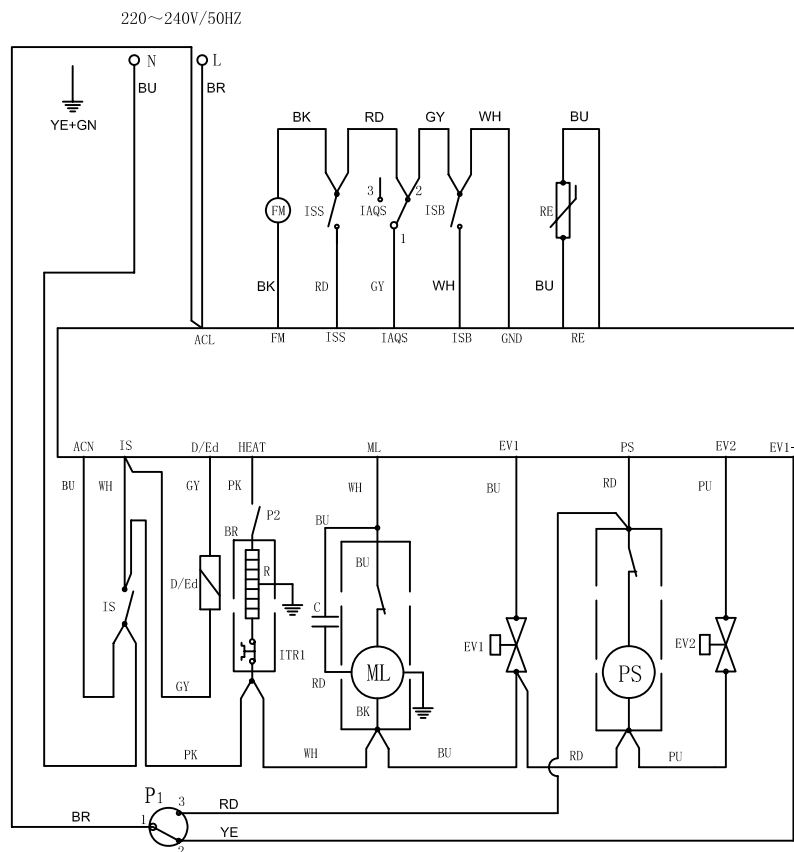 220～240V/50HZ
N L
BU BR
YE+GN
BK RD GY WH BU
3 2
FM ISS IAQS ISB RE
1
BK RD GY WH BU
ACL FM ISS IAQS ISB GND RE
ACN IS D/Ed HEAT ML EV1 PS EV2 EV1-
BU WH GY PK WH BU RD PU
P2
BR BU
BU
R
D/Ed
IS C
EV1 EV2
ITR1
ML PS
RD
GY BK
PK WH BU RD PU
P1
3 RD
BR 1
YE
2